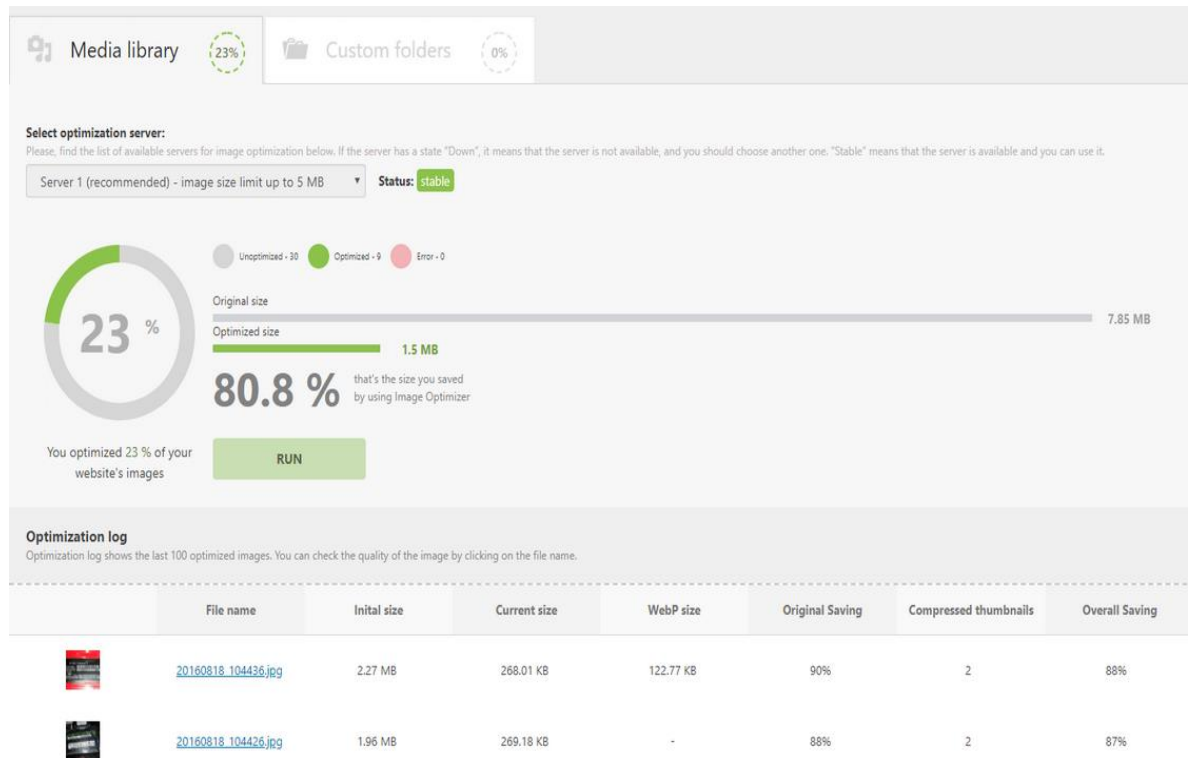 Media library 23% Custom folders 0%
Select optimization server:
Please, find the list of available servers for image optimization below. If the server has a state "Down", it means that the server is not available, and you should choose another one. "Stable" means that the server is available and you can use it.
Server 1 (recommended) - image size limit up to 5 MB Status: stable
Unoptimized - 30 Optimized - 9 Error - 0
Original size
7.85 MB
Optimized size
1.5 MB
23 %
80.8 % that's the size you saved
by using Image Optimizer
You optimized 23 % of your
website's images
RUN
Optimization log
Optimization log shows the last 100 optimized images. You can check the quality of the image by clicking on the file name.
File name Inital size Current size WebP size Original Saving Compressed thumbnails Overall Saving
20160818_104436.jpg 2.27 MB 268.01 KB 122.77 KB 90% 2 88%
20160818_104426.jpg 1.96 MB 269.18 KB - 88% 2 87%